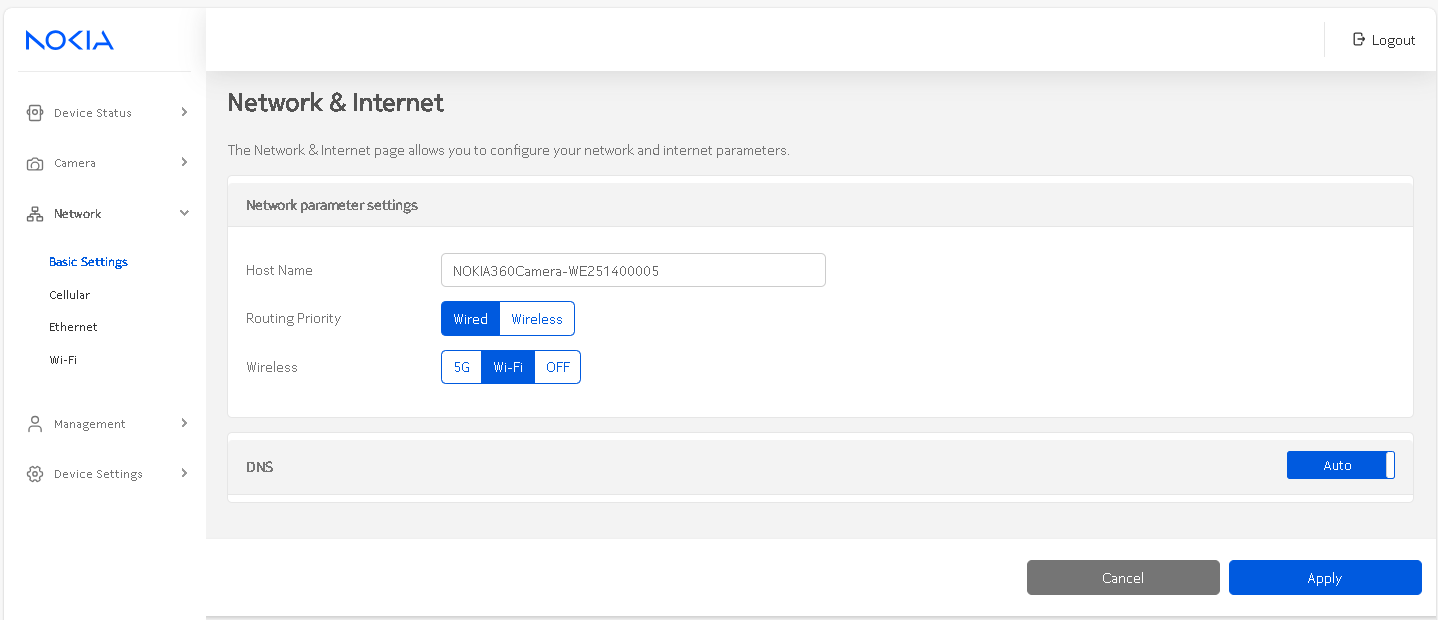 NOKIA
Logout
Device Status
Camera
Network
Basic Settings
Cellular
Ethernet
Wi-Fi
Management
Device Settings
Network & Internet
The Network & Internet page allows you to configure your network and internet parameters.
Network parameter settings
Host Name NOKIA360Camera-WE251400005
Routing Priority Wired Wireless
Wireless 5G Wi-Fi OFF
DNS Auto
Cancel Apply